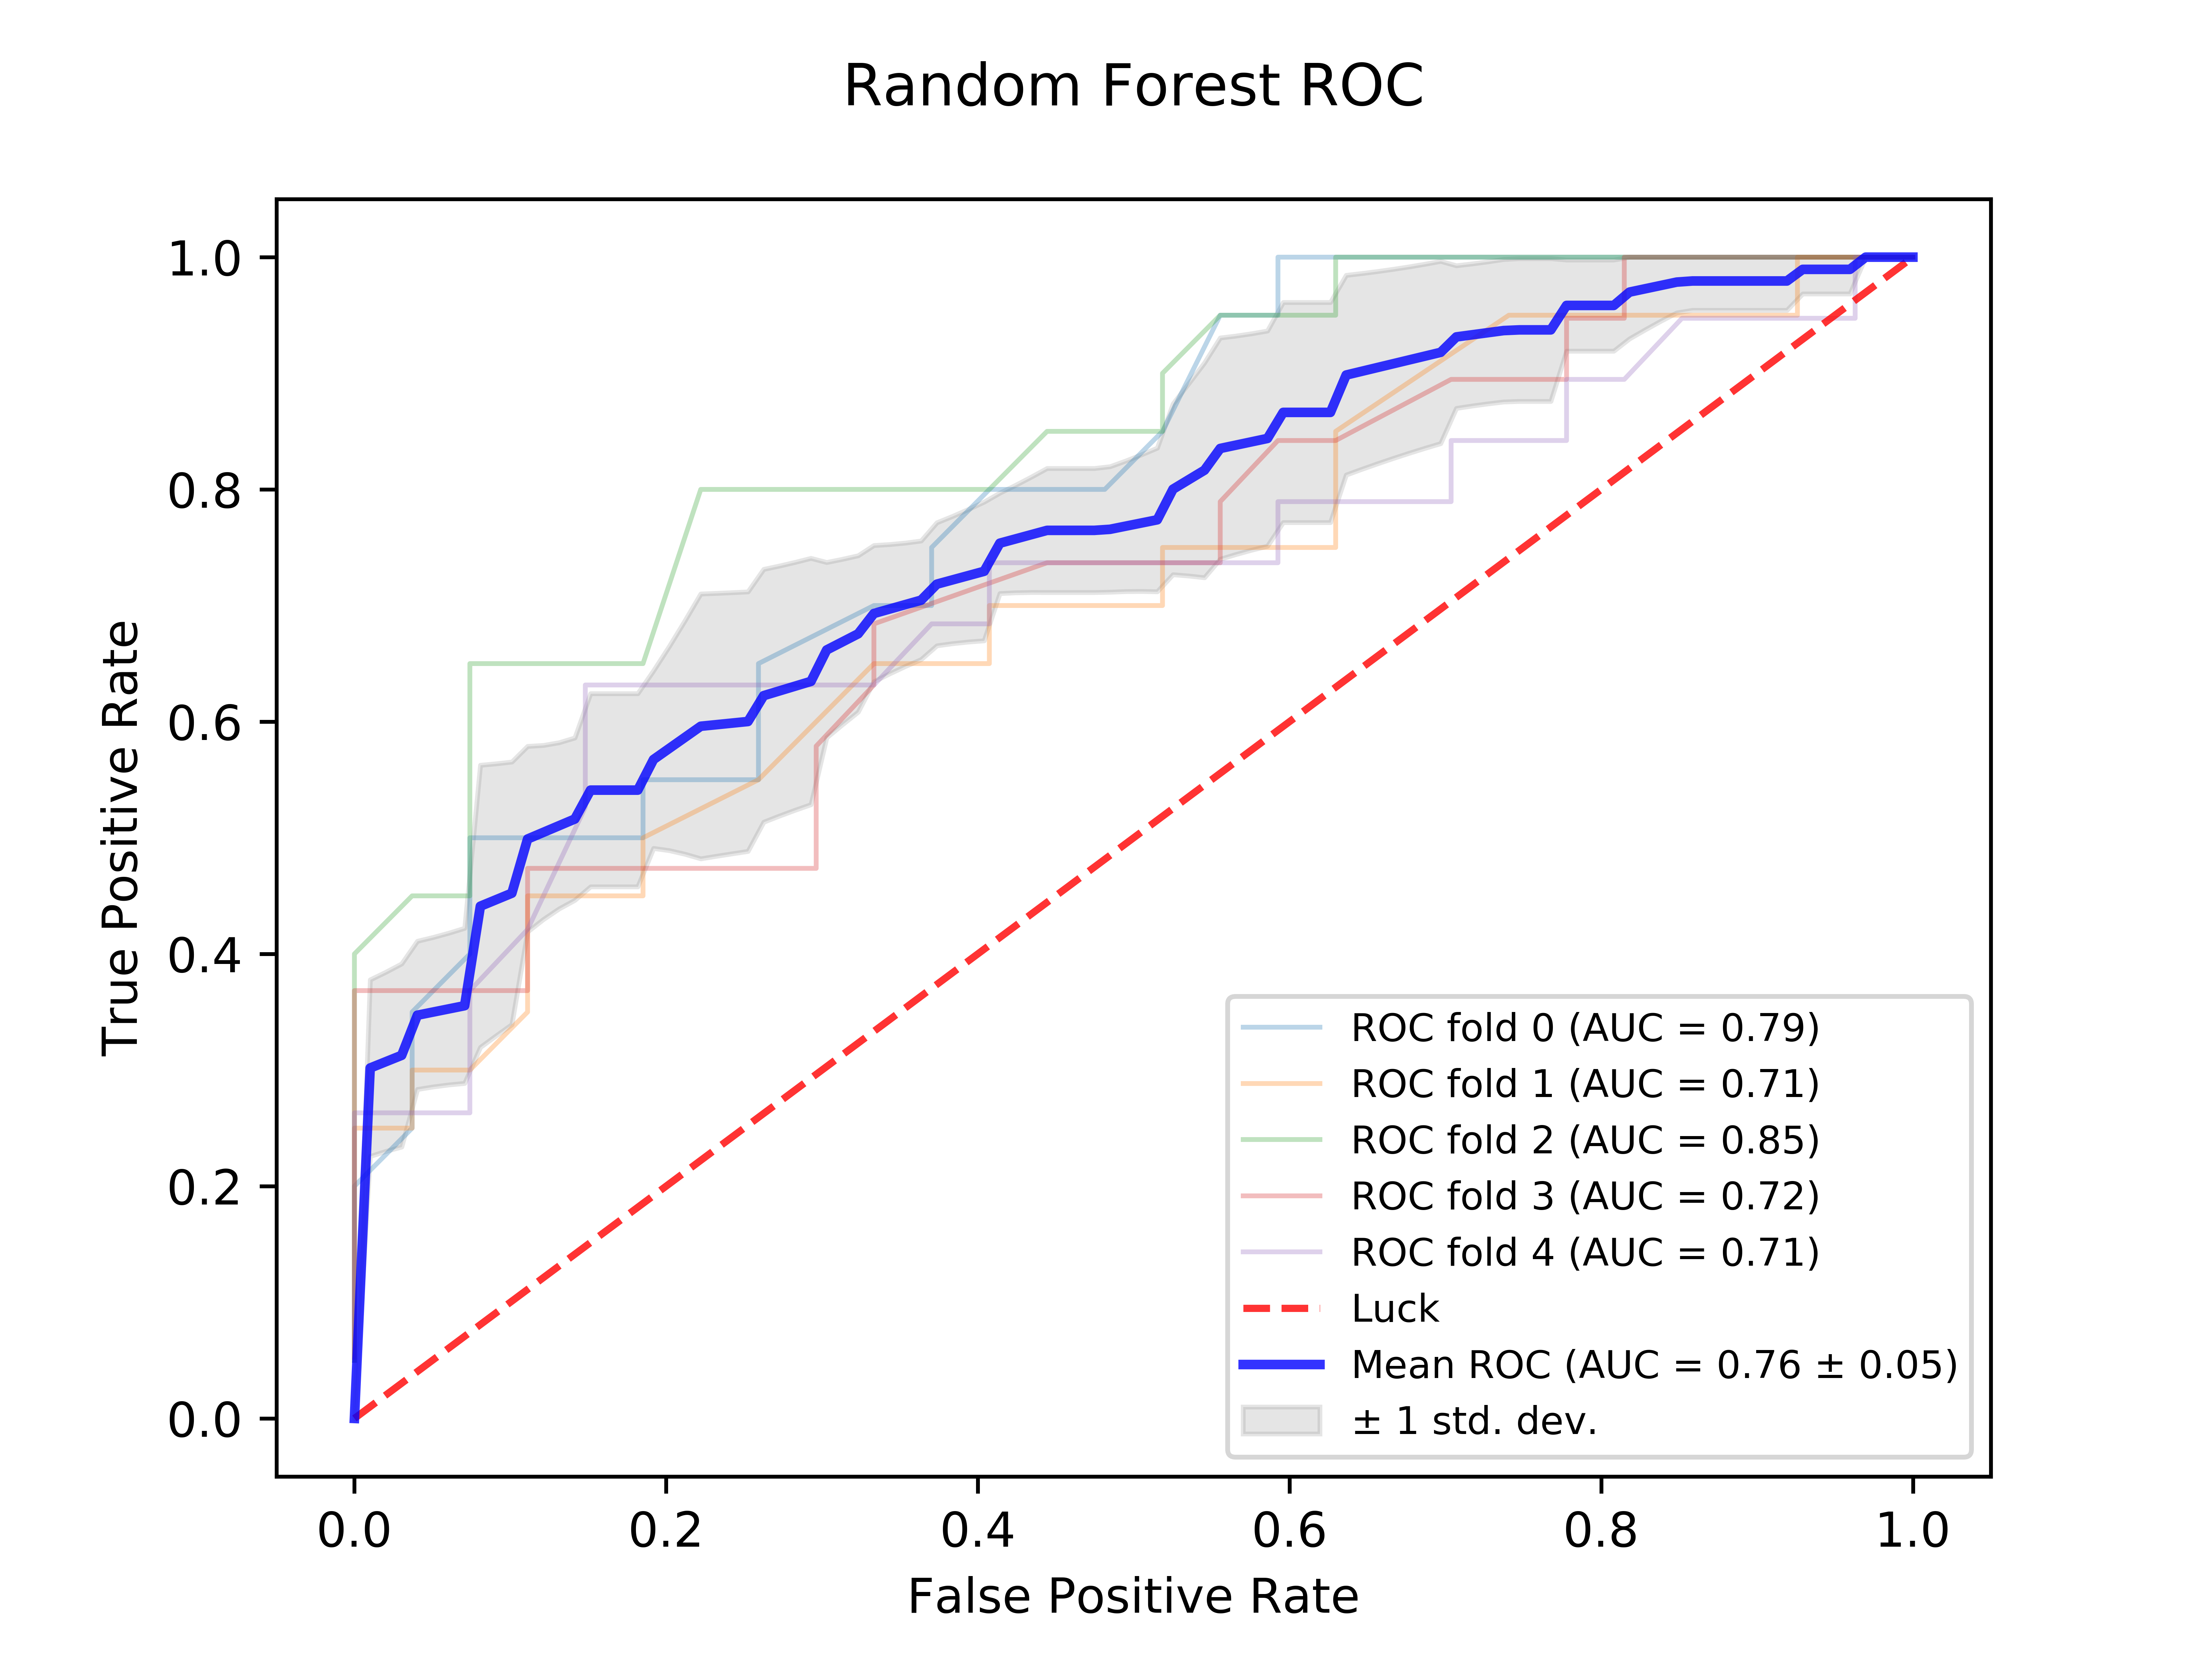 Random Forest ROC
1.0
0.8
0.6
0.4
0.2
0.0
True Positive Rate
ROC fold 0 (AUC = 0.79)
ROC fold 1 (AUC = 0.71)
ROC fold 2 (AUC = 0.85)
ROC fold 3 (AUC = 0.72)
ROC fold 4 (AUC = 0.71)
Luck
Mean ROC (AUC = 0.76 ± 0.05)
± 1 std. dev.
0.0 0.2 0.4 0.6 0.8 1.0
False Positive Rate